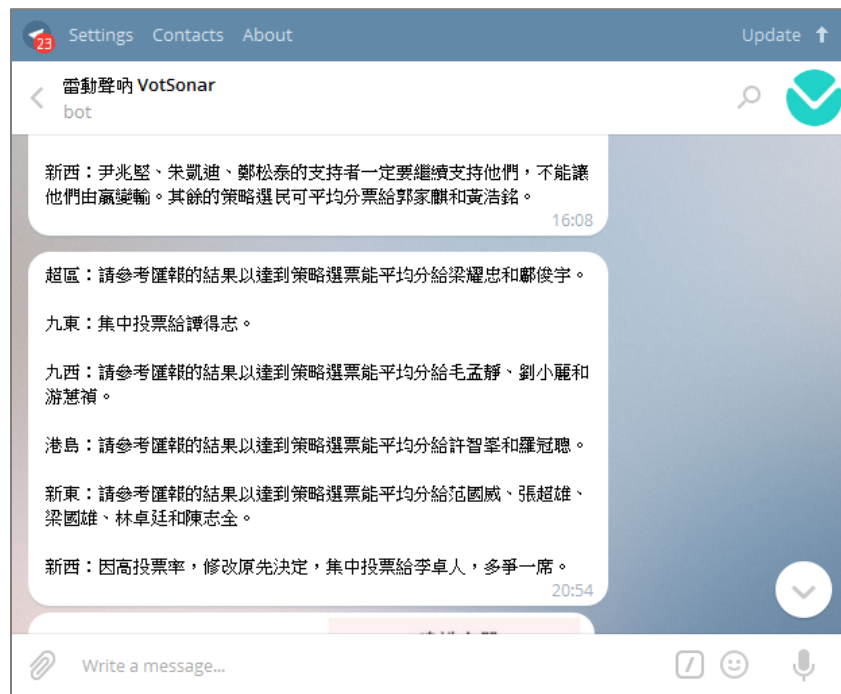 23
Settings Contacts About Update
雷動聲吶 VotSonar
bot
新西：尹兆堅、朱凱迪、鄭松泰的支持者一定要繼續支持他們，不能讓
他們由贏變輸。其餘的策略選民可平均分票給郭家麒和黃浩銘。
16:08
超區：請參考匯報的結果以達到策略選票能平均分給梁耀忠和鄺俊宇。
九東：集中投票給譚得志。
九西：請參考匯報的結果以達到策略選票能平均分給毛孟靜、劉小麗和
游蕙禎。
港島：請參考匯報的結果以達到策略選票能平均分給許智峯和羅冠聰。
新東：請參考匯報的結果以達到策略選票能平均分給范國威、張超雄、
梁國雄、林卓廷和陳志全。
新西：因高投票率，修改原先決定，集中投票給李卓人，多爭一席。
20:54
Write a message...